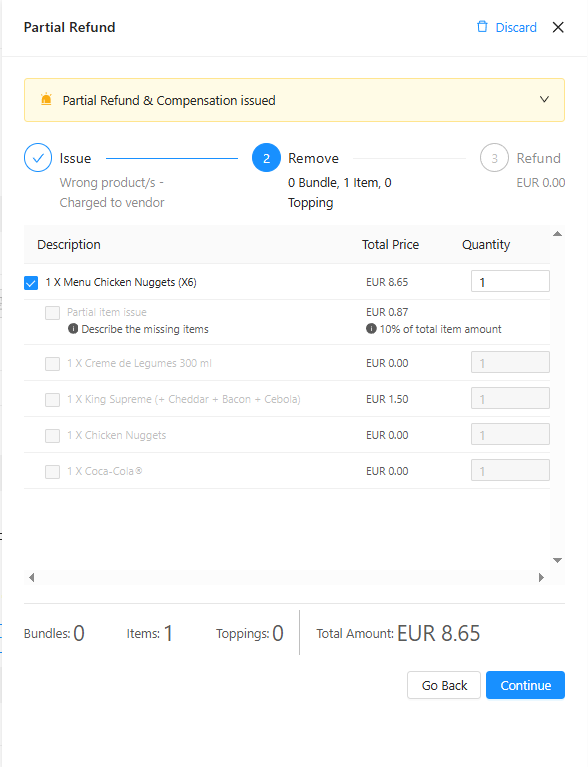 Partial Refund
Discard
Partial Refund & Compensation issued
Issue
2
Remove
3
Refund
Wrong product/s -
Charged to vendor
0 Bundle, 1 Item, 0
Topping
EUR 0.00
Description Total Price Quantity
1 X Menu Chicken Nuggets (X6) EUR 8.65 1
Partial item issue EUR 0.87
Describe the missing items 10% of total item amount
1 X Creme de Legumes 300 ml EUR 0.00 1
1 X King Supreme (+ Cheddar + Bacon + Cebola) EUR 1.50 1
1 X Chicken Nuggets EUR 0.00 1
1 X Coca-Cola® EUR 0.00 1
Bundles: 0 Items: 1 Toppings: 0 Total Amount: EUR 8.65
Go Back Continue